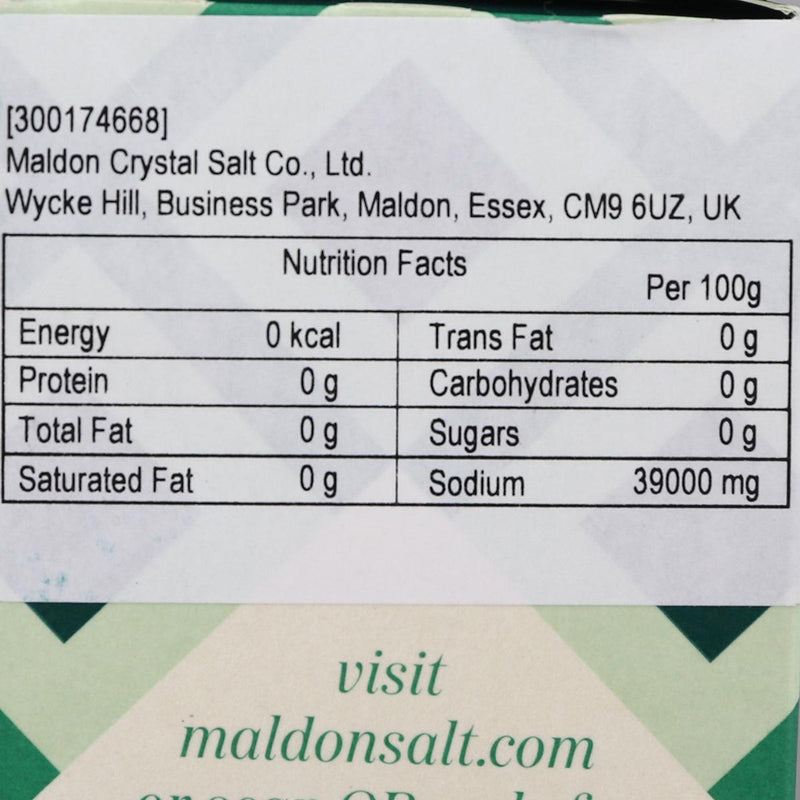 [300174668]
Maldon Crystal Salt Co., Ltd.
Wycke Hill, Business Park, Maldon, Essex, CM9 6UZ, UK
Nutrition Facts
Per 100g
Energy 0 kcal Trans Fat 0 g
Protein 0 g Carbohydrates 0 g
Total Fat 0 g Sugars 0 g
Saturated Fat 0 g Sodium 39000 mg
visit
maldonsalt.com